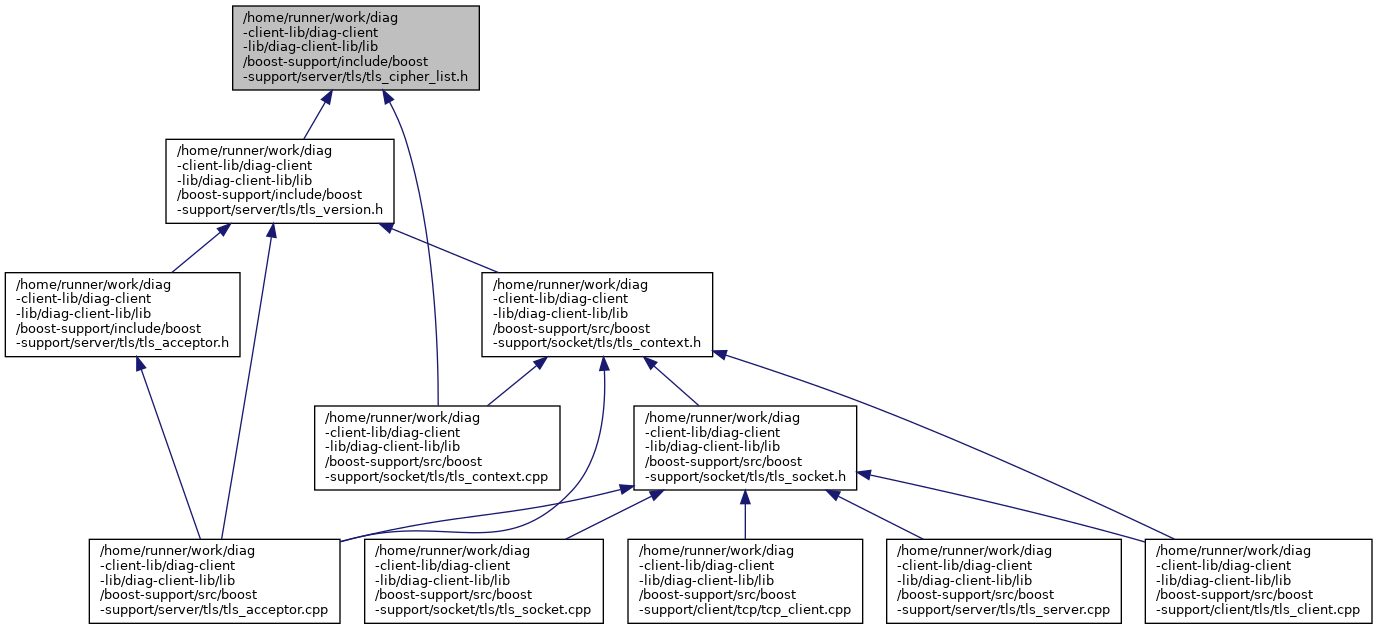 /home/runner/work/diag
-client-lib/diag-client
-lib/diag-client-lib/lib
/boost-support/include/boost
-support/server/tls/tls_cipher_list.h
/home/runner/work/diag
-client-lib/diag-client
-lib/diag-client-lib/lib
/boost-support/include/boost
-support/server/tls/tls_version.h
/home/runner/work/diag
-client-lib/diag-client
-lib/diag-client-lib/lib
/boost-support/include/boost
-support/server/tls/tls_acceptor.h
/home/runner/work/diag
-client-lib/diag-client
-lib/diag-client-lib/lib
/boost-support/src/boost
-support/socket/tls/tls_context.h
/home/runner/work/diag
-client-lib/diag-client
-lib/diag-client-lib/lib
/boost-support/src/boost
-support/socket/tls/tls_context.cpp
/home/runner/work/diag
-client-lib/diag-client
-lib/diag-client-lib/lib
/boost-support/src/boost
-support/socket/tls/tls_socket.h
/home/runner/work/diag
-client-lib/diag-client
-lib/diag-client-lib/lib
/boost-support/src/boost
-support/server/tls/tls_acceptor.cpp
/home/runner/work/diag
-client-lib/diag-client
-lib/diag-client-lib/lib
/boost-support/src/boost
-support/socket/tls/tls_socket.cpp
/home/runner/work/diag
-client-lib/diag-client
-lib/diag-client-lib/lib
/boost-support/src/boost
-support/client/tcp/tcp_client.cpp
/home/runner/work/diag
-client-lib/diag-client
-lib/diag-client-lib/lib
/boost-support/src/boost
-support/server/tls/tls_server.cpp
/home/runner/work/diag
-client-lib/diag-client
-lib/diag-client-lib/lib
/boost-support/src/boost
-support/client/tls/tls_client.cpp